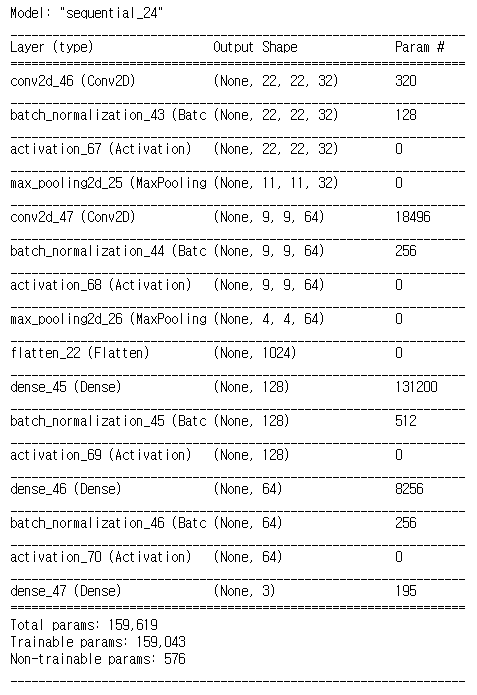 Model: "sequential_24"
Layer (type) Output Shape Param #
conv2d_46 (Conv2D) (None, 22, 22, 32) 320
batch_normalization_43 (Batc (None, 22, 22, 32) 128
activation_67 (Activation) (None, 22, 22, 32) 0
max_pooling2d_25 (MaxPooling (None, 11, 11, 32) 0
conv2d_47 (Conv2D) (None, 9, 9, 64) 18496
batch_normalization_44 (Batc (None, 9, 9, 64) 256
activation_68 (Activation) (None, 9, 9, 64) 0
max_pooling2d_26 (MaxPooling (None, 4, 4, 64) 0
flatten_22 (Flatten) (None, 1024) 0
dense_45 (Dense) (None, 128) 131200
batch_normalization_45 (Batc (None, 128) 512
activation_69 (Activation) (None, 128) 0
dense_46 (Dense) (None, 64) 8256
batch_normalization_46 (Batc (None, 64) 256
activation_70 (Activation) (None, 64) 0
dense_47 (Dense) (None, 3) 195
Total params: 159,619
Trainable params: 159,043
Non-trainable params: 576